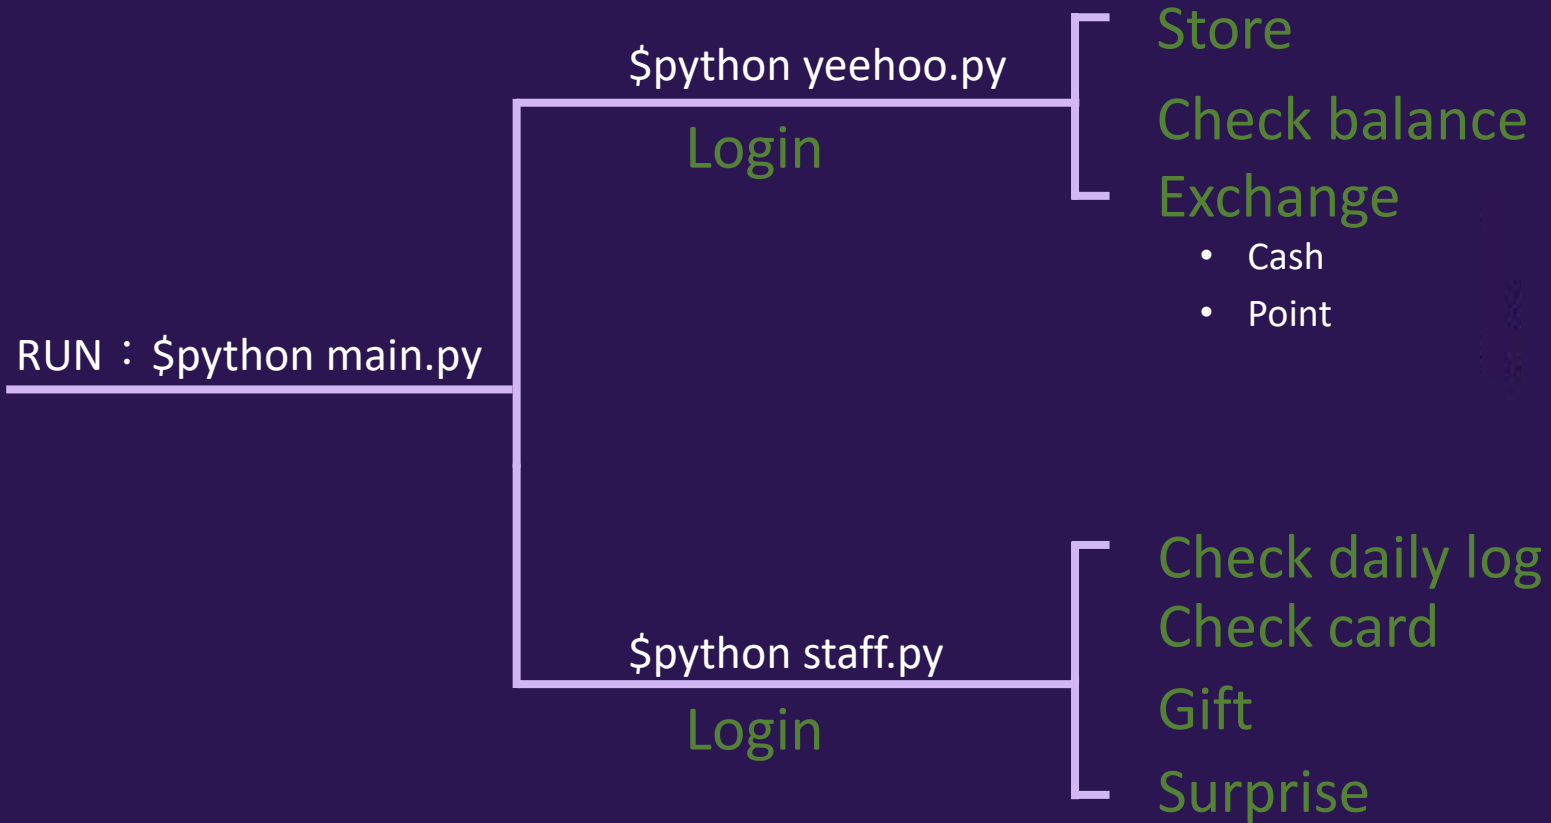 RUN：$python main.py
$python yeehoo.py
Login
Store
Check balance
Exchange
• Cash
• Point
$python staff.py
Login
Check daily log
Check card
Gift
Surprise